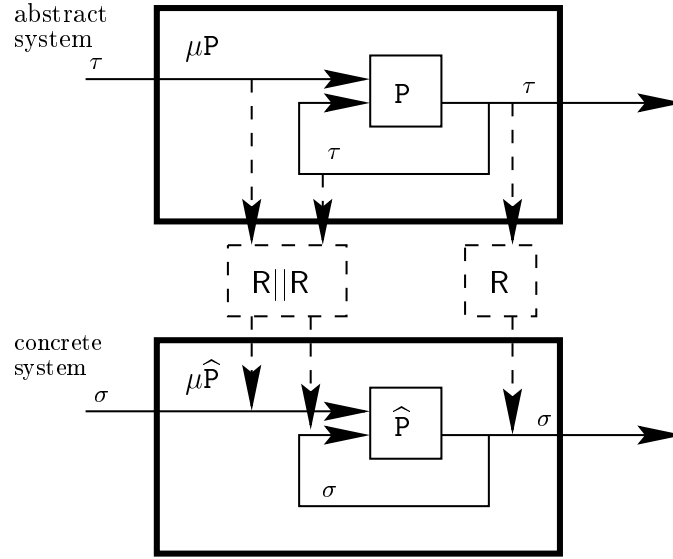 abstract
system
τ
μP
P
τ
τ
R||R
R
concrete
system
σ
μP̂
P̂
σ
σ